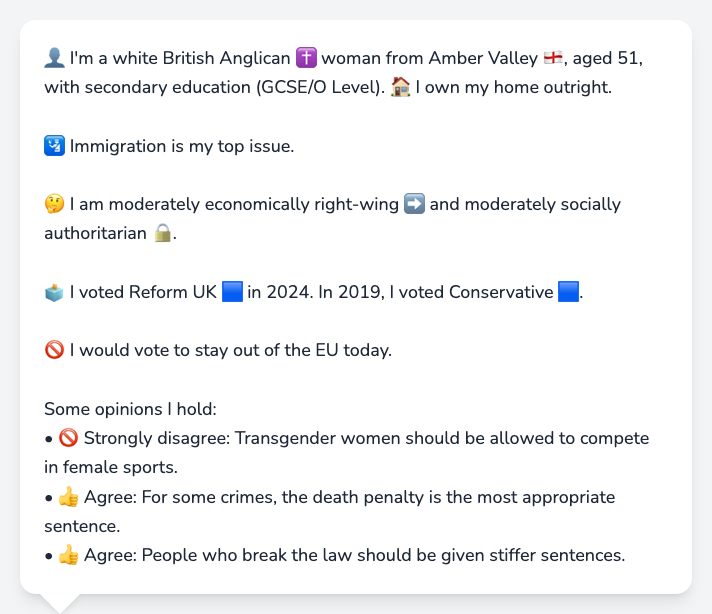 👤 I'm a white British Anglican ✝️ woman from Amber Valley 🏴󠁧󠁢󠁥󠁮󠁧󠁿, aged 51,
with secondary education (GCSE/O Level). 🏠 I own my home outright.
🛂 Immigration is my top issue.
🤔 I am moderately economically right-wing ➡️ and moderately socially
authoritarian 🔒.
🗳️ I voted Reform UK 🟦 in 2024. In 2019, I voted Conservative 🟦.
🚫 I would vote to stay out of the EU today.
Some opinions I hold:
• 🚫 Strongly disagree: Transgender women should be allowed to compete
in female sports.
• 👍 Agree: For some crimes, the death penalty is the most appropriate
sentence.
• 👍 Agree: People who break the law should be given stiffer sentences.